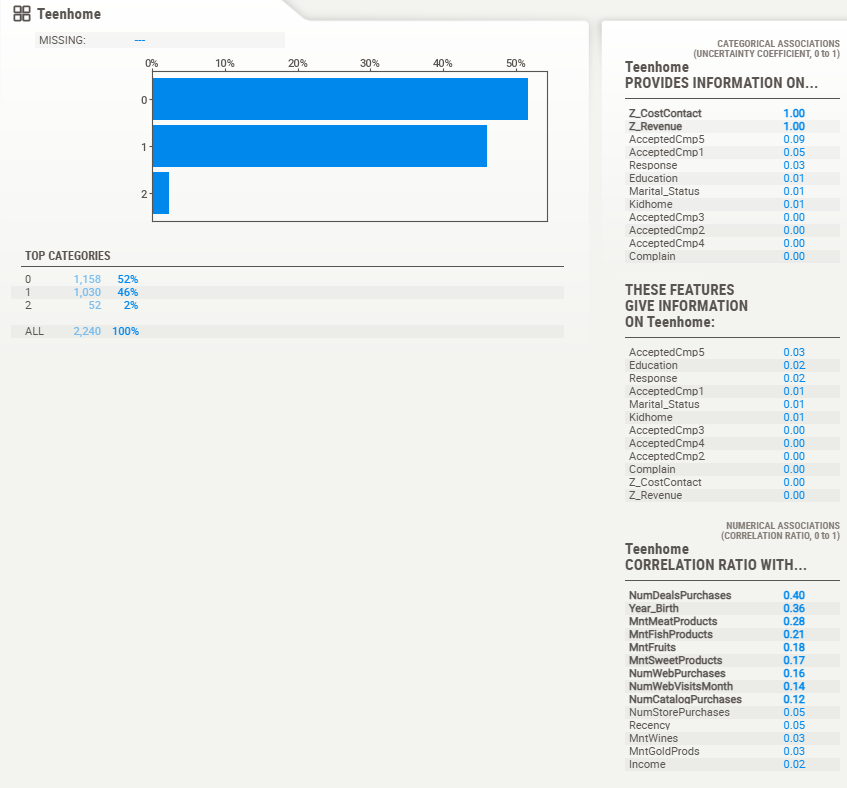 Teenhome
MISSING: ---
0% 10% 20% 30% 40% 50%
0
1
2
TOP CATEGORIES
0 1,158 52%
1 1,030 46%
2 52 2%
ALL 2,240 100%
CATEGORICAL ASSOCIATIONS
(UNCERTAINTY COEFFICIENT, 0 to 1)
Teenhome
PROVIDES INFORMATION ON...
Z_CostContact 1.00
Z_Revenue 1.00
AcceptedCmp5 0.09
AcceptedCmp1 0.05
Response 0.03
Education 0.01
Marital_Status 0.01
Kidhome 0.01
AcceptedCmp3 0.00
AcceptedCmp2 0.00
AcceptedCmp4 0.00
Complain 0.00
THESE FEATURES
GIVE INFORMATION
ON Teenhome:
AcceptedCmp5 0.03
Education 0.02
Response 0.02
AcceptedCmp1 0.01
Marital_Status 0.01
Kidhome 0.01
AcceptedCmp3 0.00
AcceptedCmp4 0.00
AcceptedCmp2 0.00
Complain 0.00
Z_CostContact 0.00
Z_Revenue 0.00
NUMERICAL ASSOCIATIONS
(CORRELATION RATIO, 0 to 1)
Teenhome
CORRELATION RATIO WITH...
NumDealsPurchases 0.40
Year_Birth 0.36
MntMeatProducts 0.28
MntFishProducts 0.21
MntFruits 0.18
MntSweetProducts 0.17
NumWebPurchases 0.16
NumWebVisitsMonth 0.14
NumCatalogPurchases 0.12
NumStorePurchases 0.05
Recency 0.05
MntWines 0.03
MntGoldProds 0.03
Income 0.02